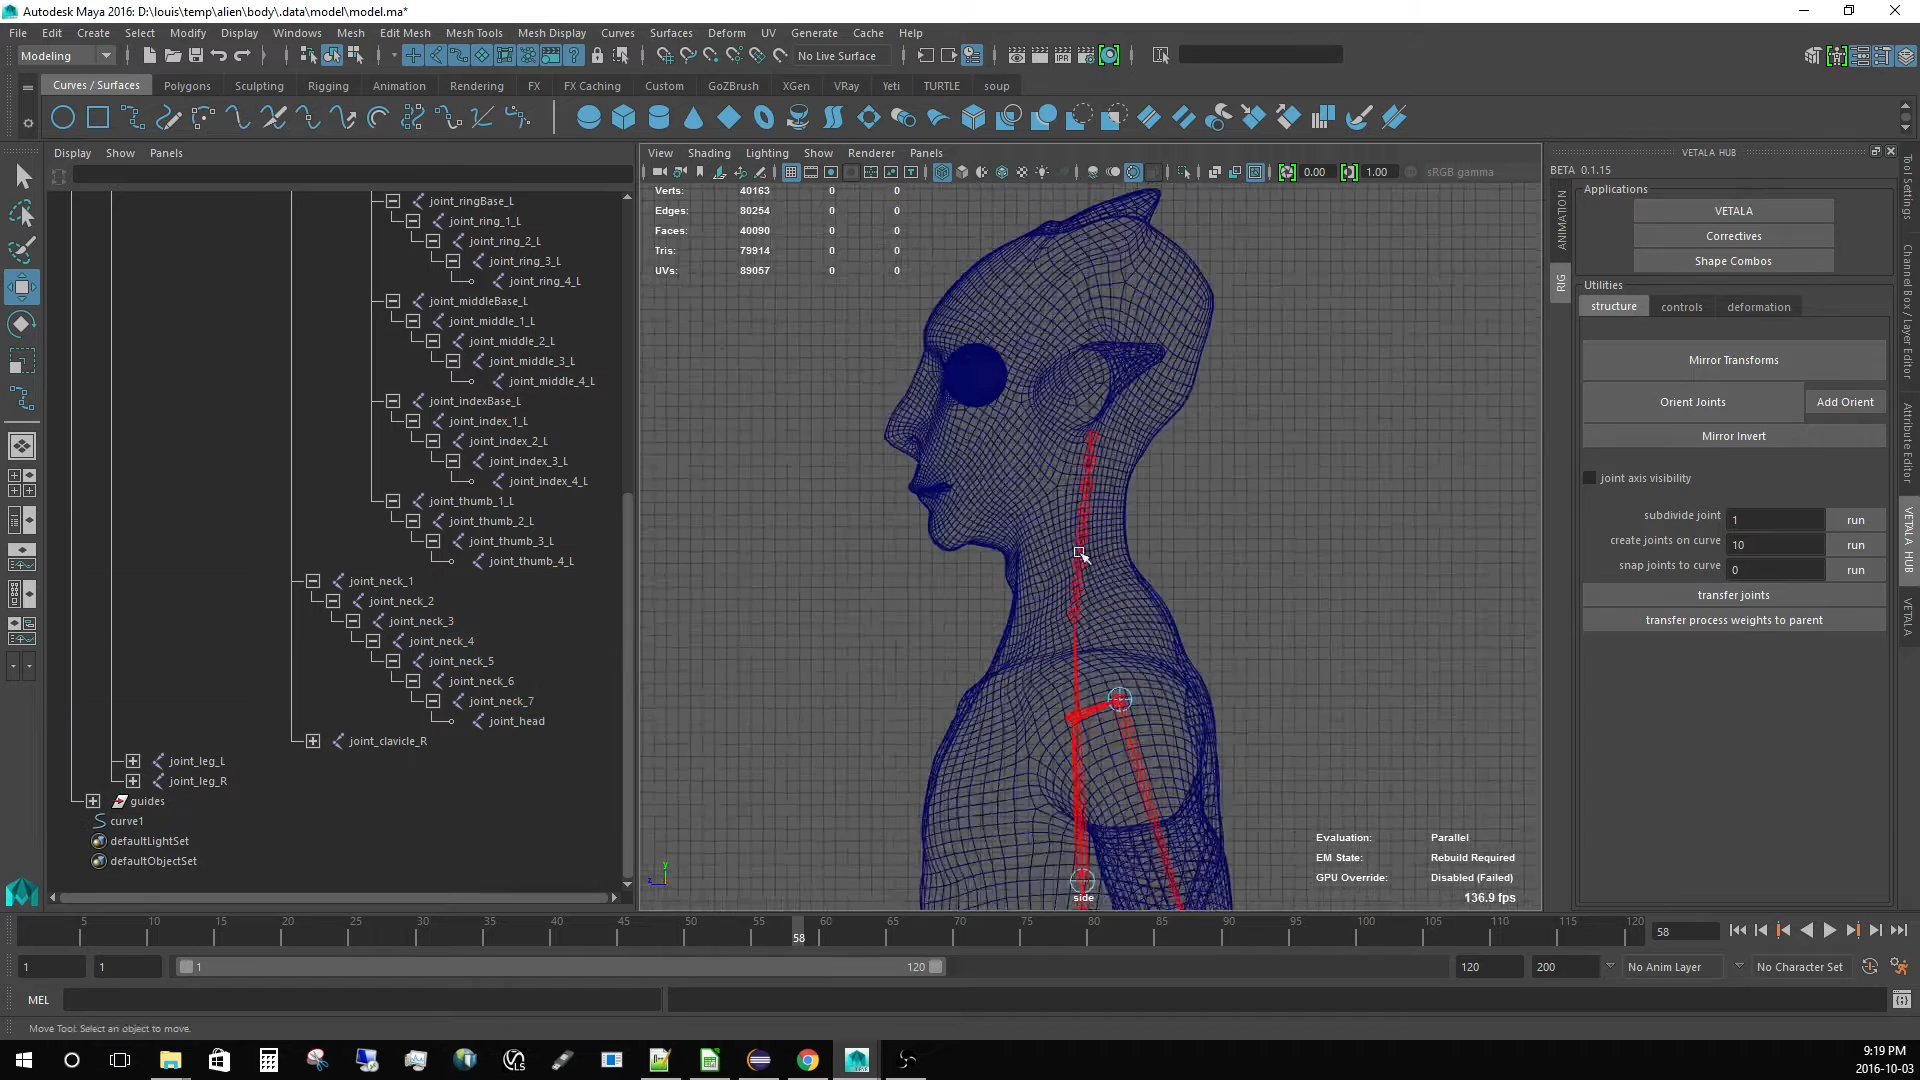 Autodesk Maya 2016: D:\louis\temp\alien\body\.data\model\model.ma*
File Edit Create Select Modify Display Windows Mesh Edit Mesh Mesh Tools Mesh Display Curves Surfaces Deform UV Generate Cache Help
Modeling No Live Surface
Curves / Surfaces Polygons Sculpting Rigging Animation Rendering FX FX Caching Custom GoZBrush XGen VRay Yeti TURTLE soup
Display Show Panels
joint_ringBase_L
joint_ring_1_L
joint_ring_2_L
joint_ring_3_L
joint_ring_4_L
joint_middleBase_L
joint_middle_1_L
joint_middle_2_L
joint_middle_3_L
joint_middle_4_L
joint_indexBase_L
joint_index_1_L
joint_index_2_L
joint_index_3_L
joint_index_4_L
joint_thumb_1_L
joint_thumb_2_L
joint_thumb_3_L
joint_thumb_4_L
joint_neck_1
joint_neck_2
joint_neck_3
joint_neck_4
joint_neck_5
joint_neck_6
joint_neck_7
joint_head
joint_clavicle_R
joint_leg_L
joint_leg_R
guides
curve1
defaultLightSet
defaultObjectSet
View Shading Lighting Show Renderer Panels
IPR
0.00 1.00 sRGB gamma
Verts: 40163 0 0
Edges: 80254 0 0
Faces: 40090 0 0
Tris: 79914 0 0
UVs: 89057 0 0
Evaluation: Parallel
EM State: Rebuild Required
GPU Override: Disabled (Failed)
136.9 fps
side
y
z
VETALA HUB
BETA 0.1.15
ANIMATION
RIG
Applications
VETALA
Correctives
Shape Combos
Utilities
structure controls deformation
Mirror Transforms
Orient Joints Add Orient
Mirror Invert
joint axis visibility
subdivide joint 1 run
create joints on curve 10 run
snap joints to curve 0 run
transfer joints
transfer process weights to parent
Tool Settings
Channel Box / Layer Editor
Attribute Editor
VETALA HUB
VETALA
5 10 15 20 25 30 35 40 45 50 55 60 65 70 75 80 85 90 95 100 105 110 115 120
58
58
1 1 1 120 120 200 No Anim Layer No Character Set
MEL
Move Tool: Select an object to move.
9:19 PM
2016-10-03